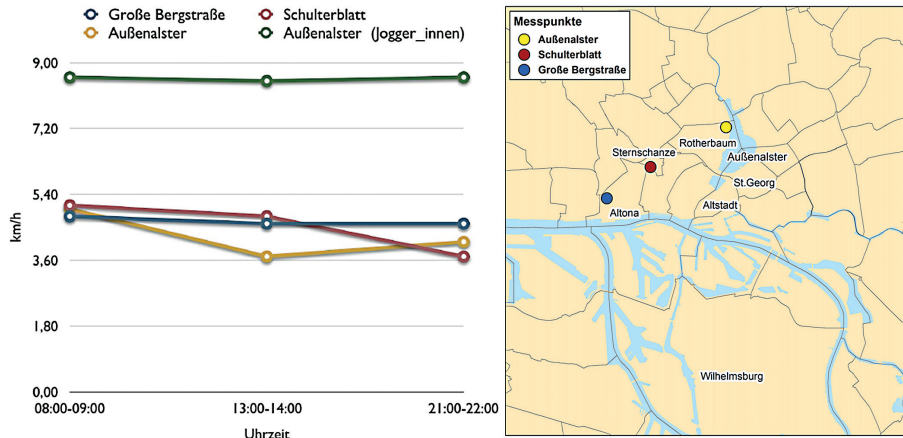 Große Bergstraße
Schulterblatt
Außenalster
Außenalster (Jogger_innen)
9,00
7,20
5,40
3,60
1,80
0,00
km/h
08:00-09:00
13:00-14:00
21:00-22:00
Uhrzeit
Messpunkte
Außenalster
Schulterblatt
Große Bergstraße
Rotherbaum
Sternschanze
Außenalster
St.Georg
Altstadt
Altona
Wilhelmsburg